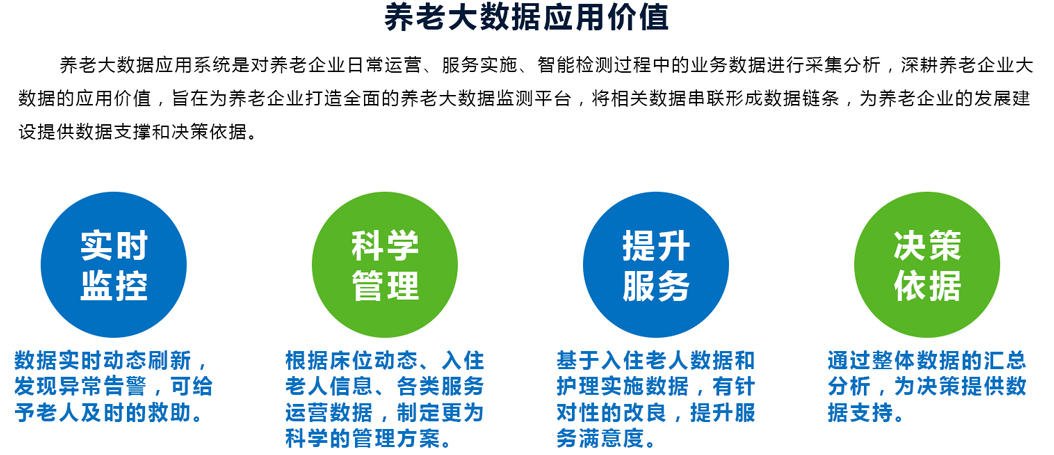 养老大数据应用价值
养老大数据应用系统是对养老企业日常运营、服务实施、智能检测过程中的业务数据进行采集分析，深耕养老企业大
数据的应用价值，旨在为养老企业打造全面的养老大数据监测平台，将相关数据串联形成数据链条，为养老企业的发展建
设提供数据支撑和决策依据。
实时
监控
数据实时动态刷新，
发现异常告警，可给
予老人及时的救助。
科学
管理
根据床位动态、入住
老人信息、各类服务
运营数据，制定更为
科学的管理方案。
提升
服务
基于入住老人数据和
护理实施数据，有针
对性的改良，提升服
务满意度。
决策
依据
通过整体数据的汇总
分析，为决策提供数
据支持。